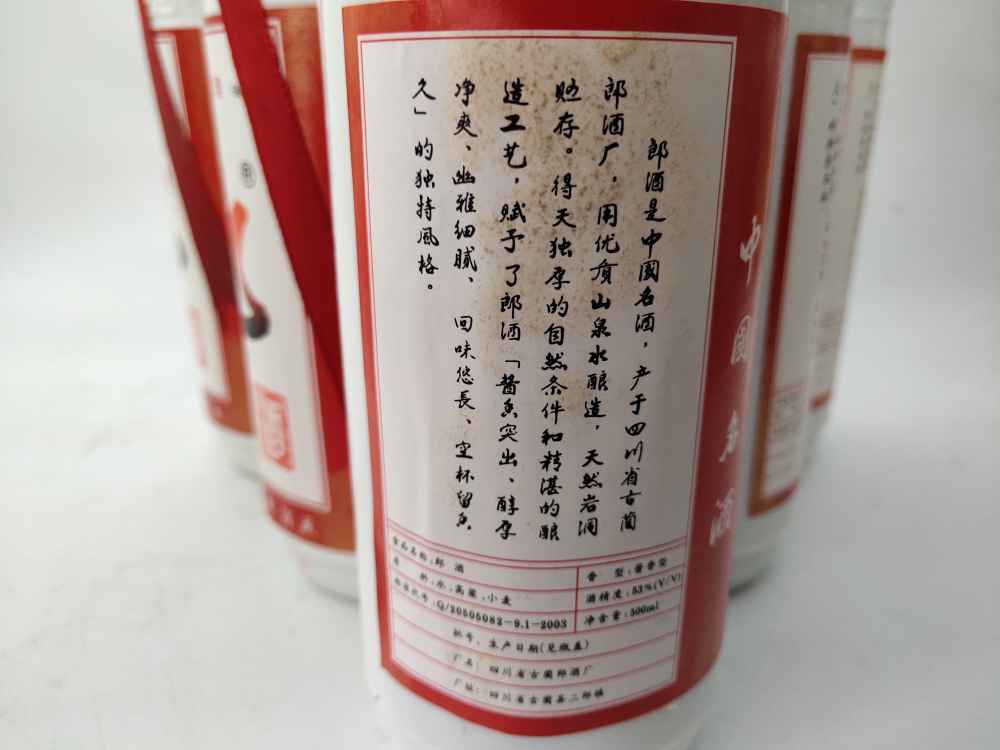 郎酒是中國名酒，产于四川省古蔺
郎酒厂，用优质山泉水酿造，天然岩洞
贮存。得天独厚的自然条件和精湛的酿
造工艺，赋予了郎酒「醬香突出、醇厚
净爽、幽雅细腻、回味悠長、空杯留香
久」的独特風格。
食品名称：郎 酒
香 型：酱香型
原 料：水、高粱、小麦
酒精度：53%(V/V)
标准代号：Q/20505082-9.1-2003
净含量：500ml
批号、生产日期(见瓶盖)
厂名：四川省古蔺郎酒厂
厂址：四川省古蔺县二郎镇
中國名酒
®